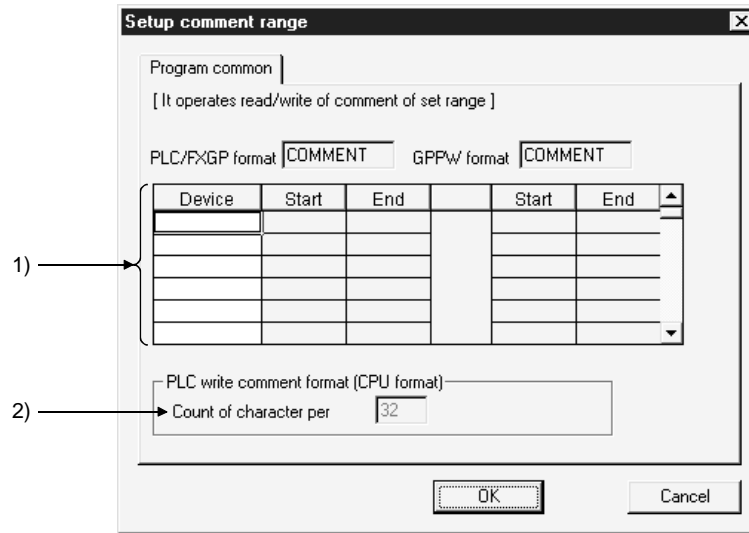 Setup comment range
Program common
[ It operates read/write of comment of set range ]
PLC/FXGP format COMMENT GPPW format COMMENT
Device Start End Start End
1)
PLC write comment format (CPU format)
2) Count of character per 32
OK Cancel